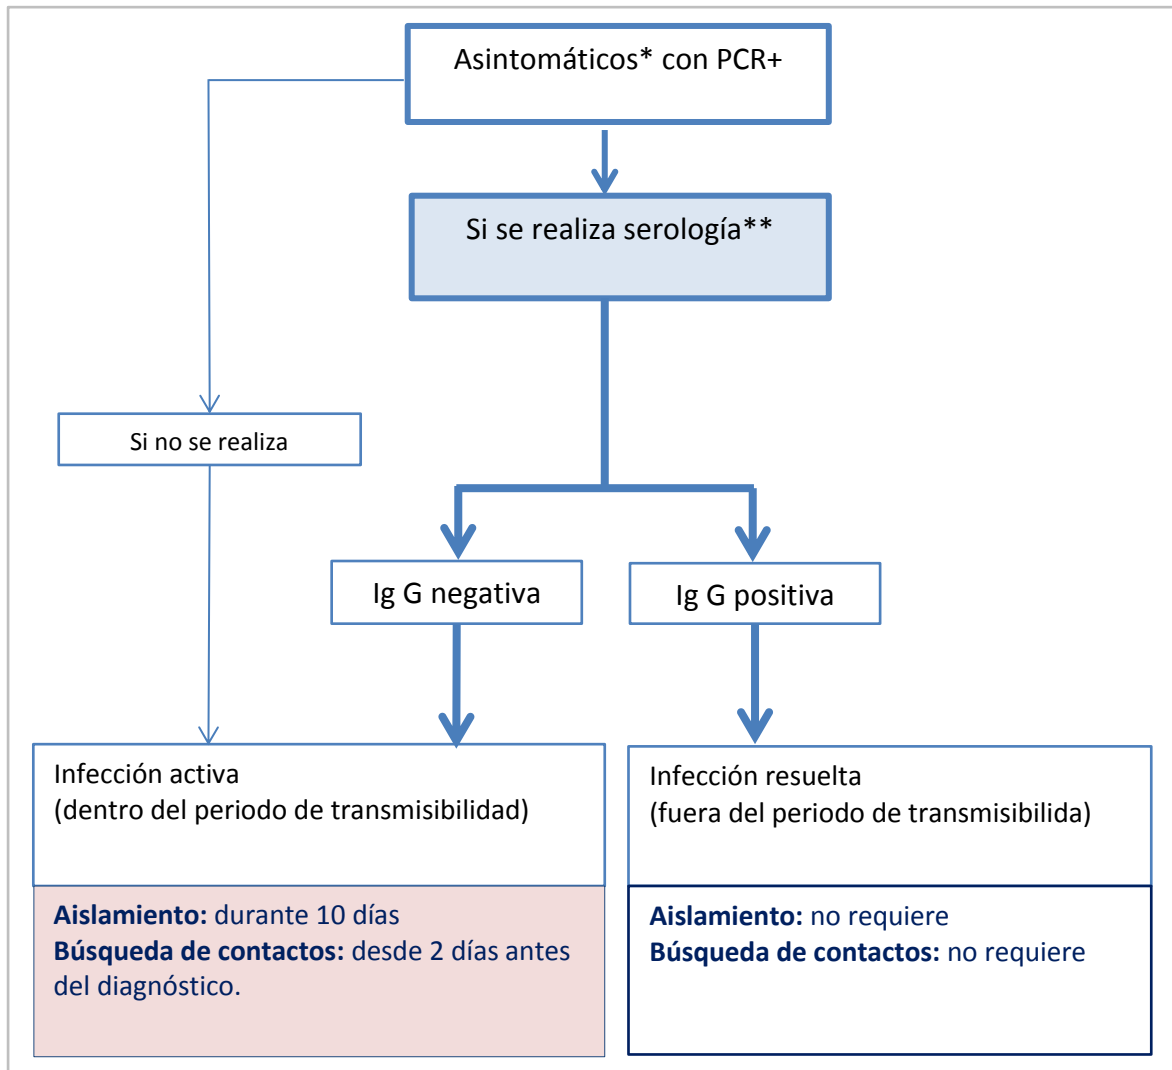 Asintomáticos* con PCR+
Si se realiza serología**
Si no se realiza
Ig G negativa
Ig G positiva
Infección activa
(dentro del periodo de transmisibilidad)
Aislamiento: durante 10 días
Búsqueda de contactos: desde 2 días antes
del diagnóstico.
Infección resuelta
(fuera del periodo de transmisibilida)
Aislamiento: no requiere
Búsqueda de contactos: no requiere